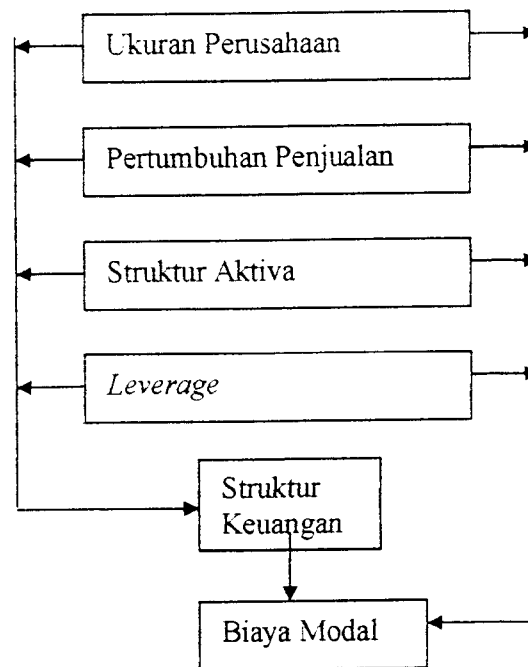 Ukuran Perusahaan
Pertumbuhan Penjualan
Struktur Aktiva
Leverage
Struktur
Keuangan
Biaya Modal